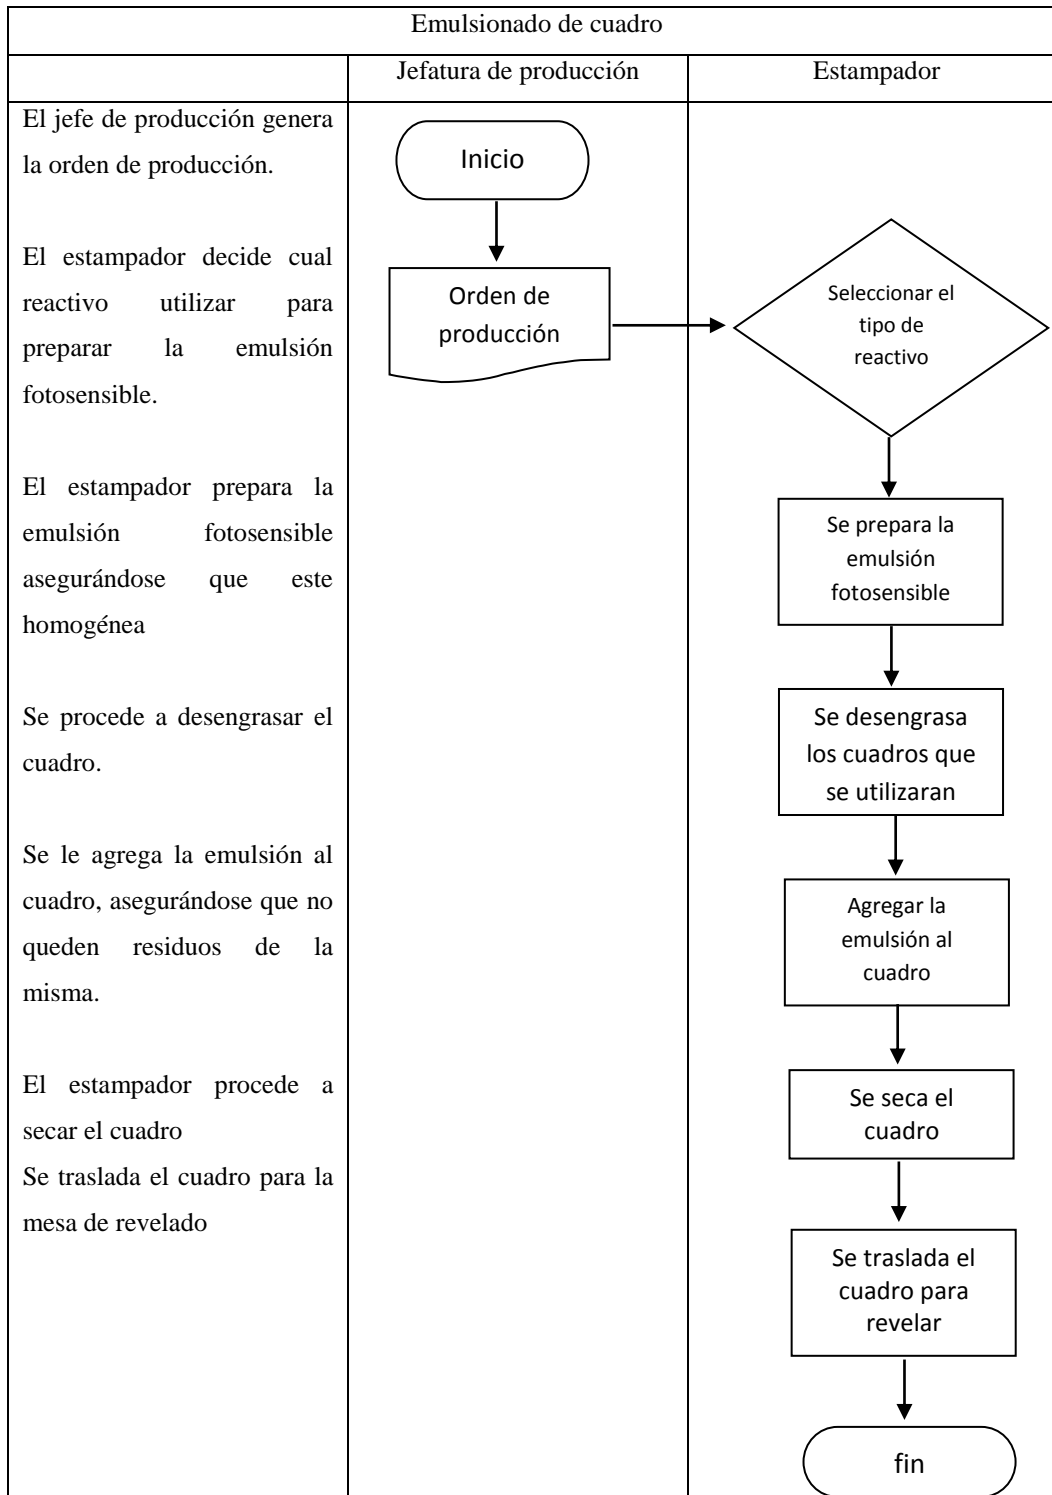 Emulsionado de cuadro
Jefatura de producción
Estampador
El jefe de producción genera
la orden de producción.
El estampador decide cual
reactivo utilizar para
preparar la emulsión
fotosensible.
El estampador prepara la
emulsión fotosensible
asegurándose que este
homogénea
Se procede a desengrasar el
cuadro.
Se le agrega la emulsión al
cuadro, asegurándose que no
queden residuos de la
misma.
El estampador procede a
secar el cuadro
Se traslada el cuadro para la
mesa de revelado
Inicio
Orden de
producción
Seleccionar el
tipo de
reactivo
Se prepara la
emulsión
fotosensible
Se desengrasa
los cuadros que
se utilizaran
Agregar la
emulsión al
cuadro
Se seca el
cuadro
Se traslada el
cuadro para
revelar
fin